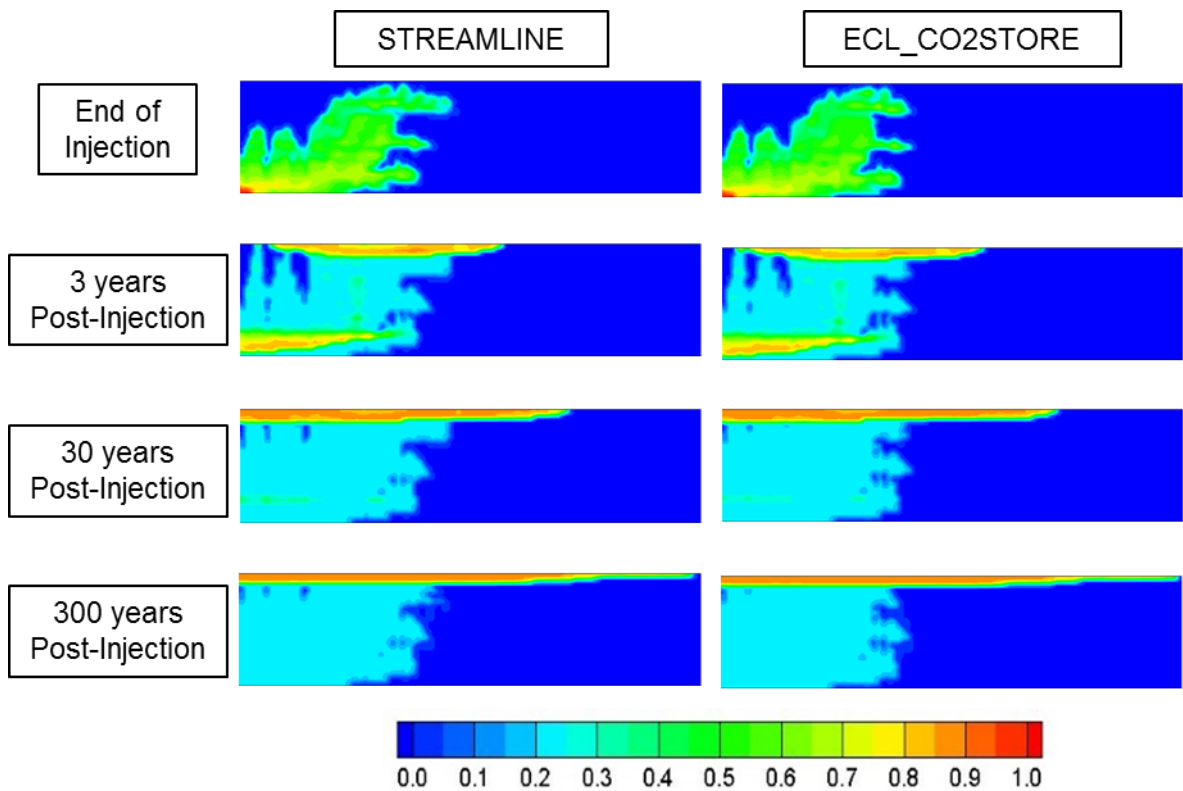 STREAMLINE
ECL_CO2STORE
End of
Injection
3 years
Post-Injection
30 years
Post-Injection
300 years
Post-Injection
0.0 0.1 0.2 0.3 0.4 0.5 0.6 0.7 0.8 0.9 1.0